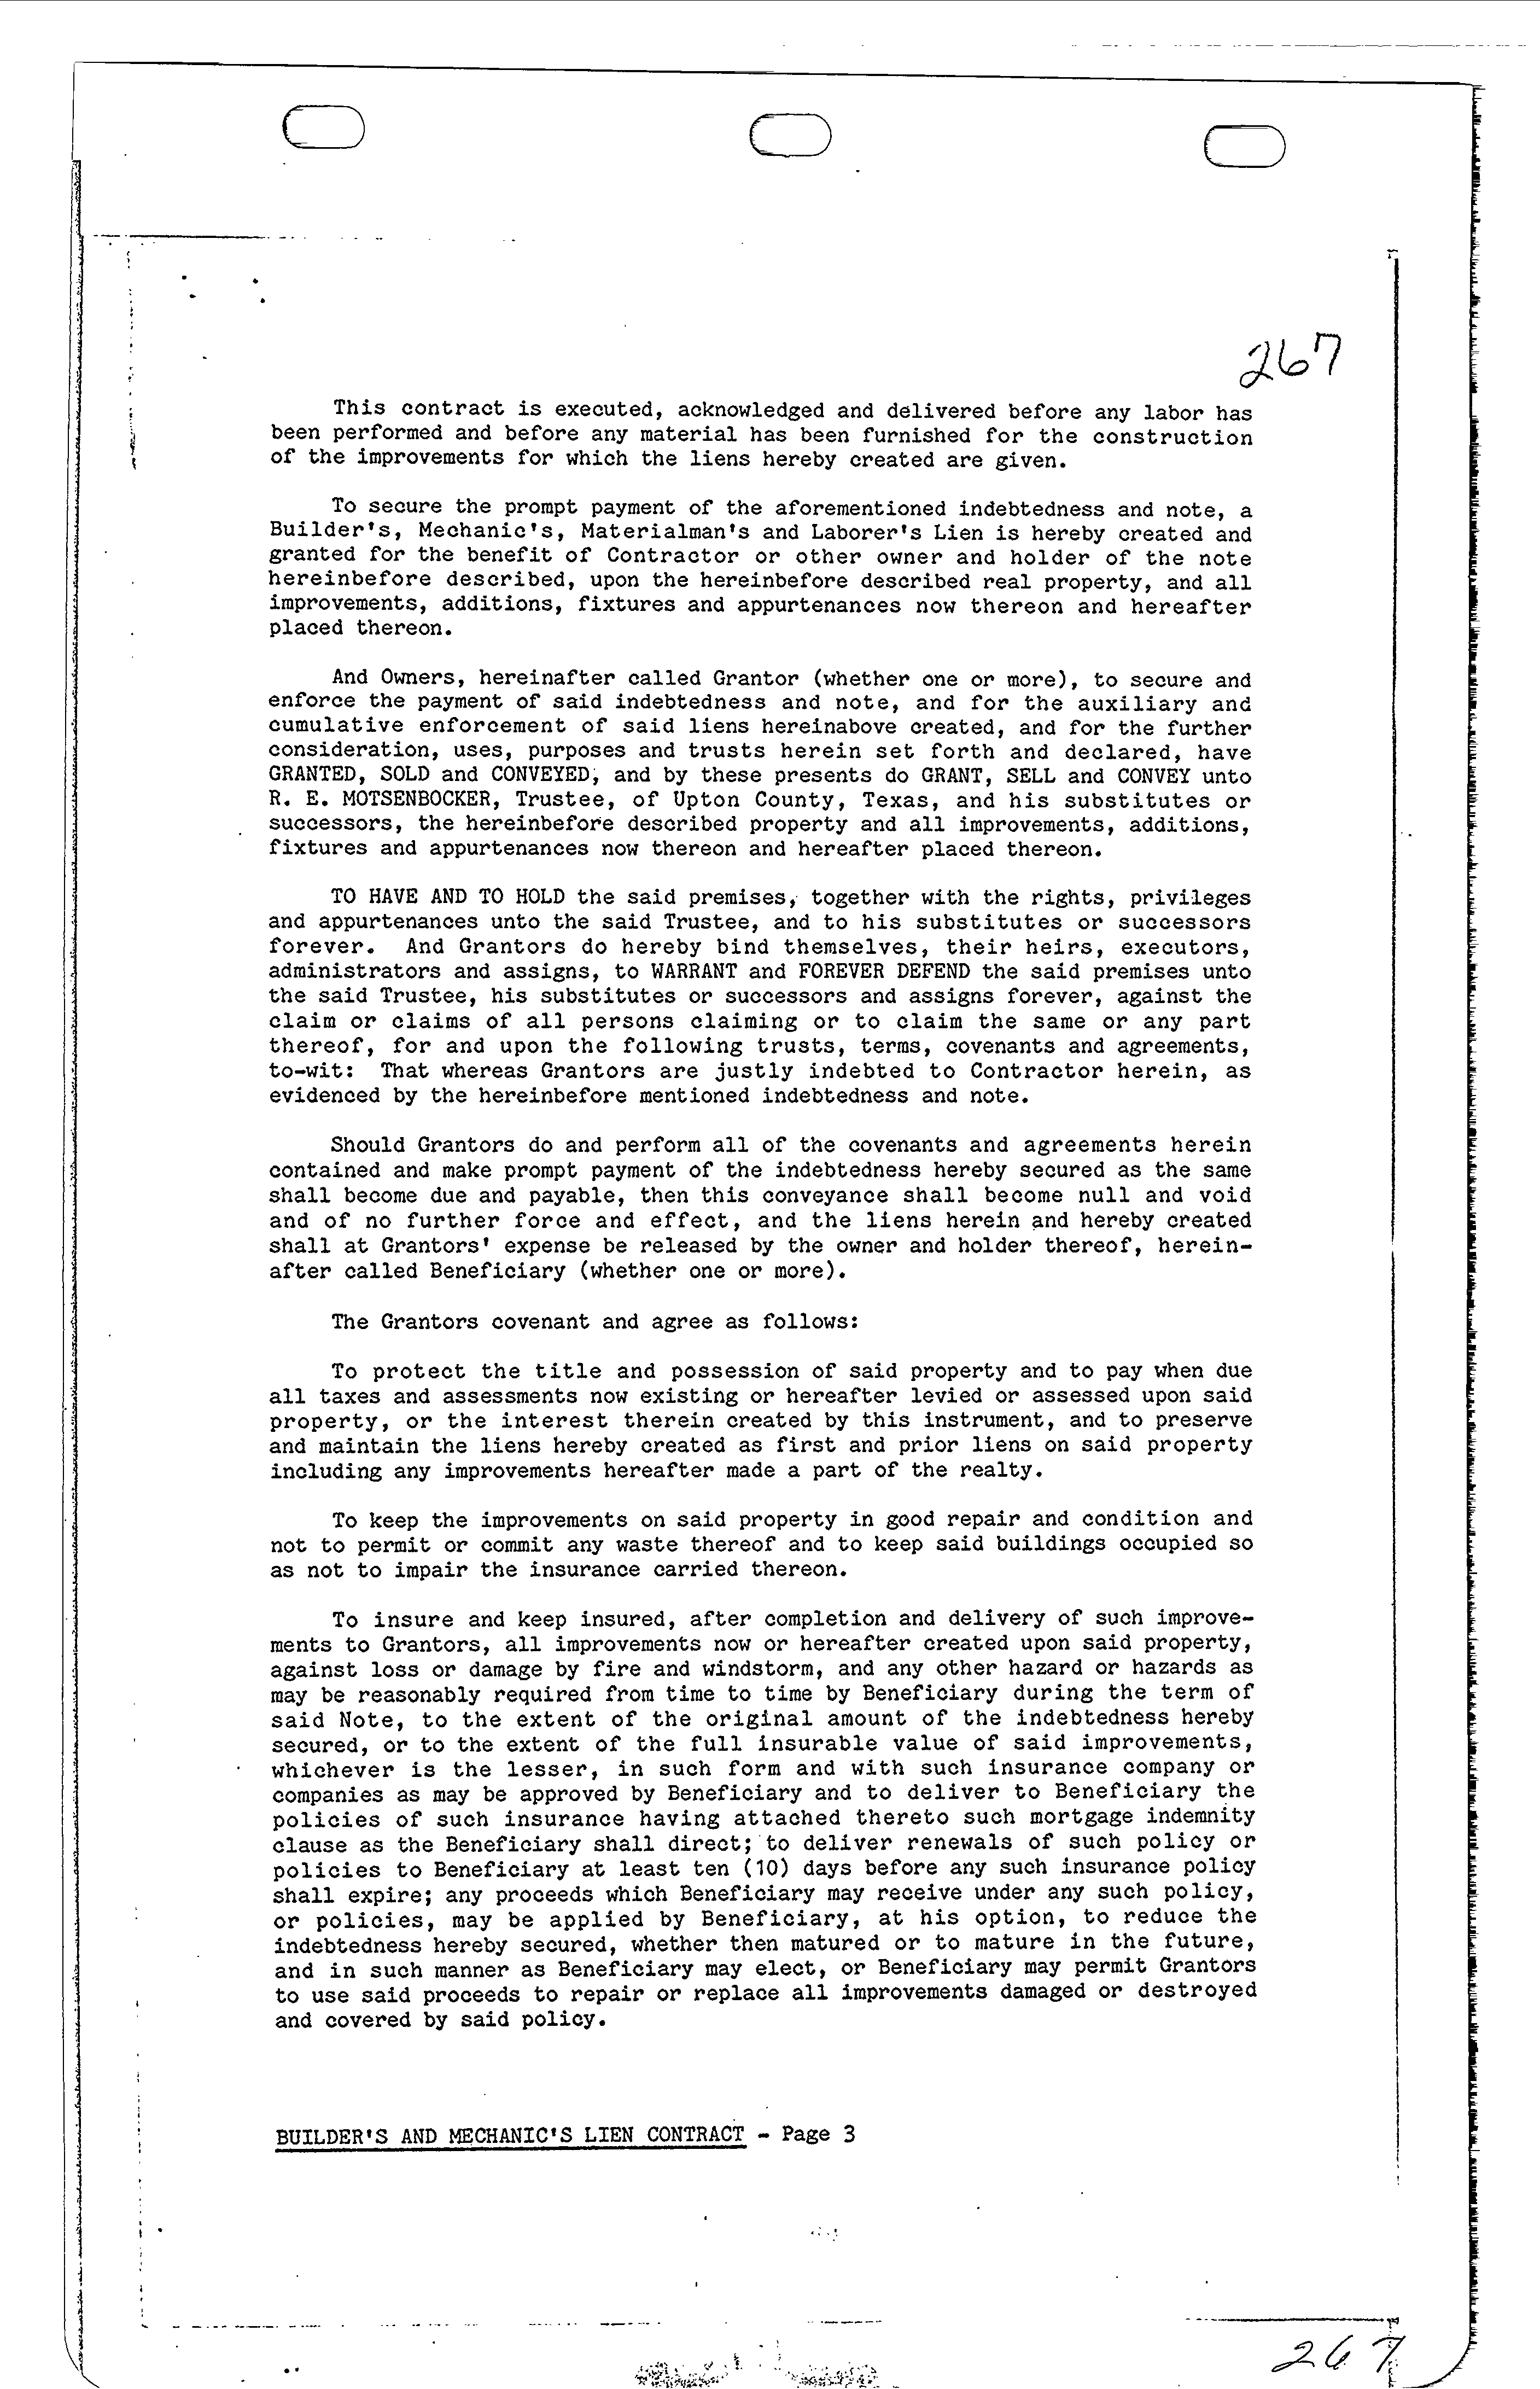 267
This contract is executed, acknowledged and delivered before any labor has
been performed and before any material has been furnished for the construction
of the improvements for which the liens hereby created are given.
To secure the prompt payment of the aforementioned indebtedness and note, a
Builder's, Mechanic's, Materialman's and Laborer's Lien is hereby created and
granted for the benefit of Contractor or other owner and holder of the note
hereinbefore described, upon the hereinbefore described real property, and all
improvements, additions, fixtures and appurtenances now thereon and hereafter
placed thereon.
And Owners, hereinafter called Grantor (whether one or more), to secure and
enforce the payment of said indebtedness and note, and for the auxiliary and
cumulative enforcement of said liens hereinabove created, and for the further
consideration, uses, purposes and trusts herein set forth and declared, have
GRANTED, SOLD and CONVEYED, and by these presents do GRANT, SELL and CONVEY unto
R. E. MOTSENBOCKER, Trustee, of Upton County, Texas, and his substitutes or
successors, the hereinbefore described property and all improvements, additions,
fixtures and appurtenances now thereon and hereafter placed thereon.
TO HAVE AND TO HOLD the said premises, together with the rights, privileges
and appurtenances unto the said Trustee, and to his substitutes or successors
forever. And Grantors do hereby bind themselves, their heirs, executors,
administrators and assigns, to WARRANT and FOREVER DEFEND the said premises unto
the said Trustee, his substitutes or successors and assigns forever, against the
claim or claims of all persons claiming or to claim the same or any part
thereof, for and upon the following trusts, terms, covenants and agreements,
to-wit: That whereas Grantors are justly indebted to Contractor herein, as
evidenced by the hereinbefore mentioned indebtedness and note.
Should Grantors do and perform all of the covenants and agreements herein
contained and make prompt payment of the indebtedness hereby secured as the same
shall become due and payable, then this conveyance shall become null and void
and of no further force and effect, and the liens herein and hereby created
shall at Grantors' expense be released by the owner and holder thereof, herein-
after called Beneficiary (whether one or more).
The Grantors covenant and agree as follows:
To protect the title and possession of said property and to pay when due
all taxes and assessments now existing or hereafter levied or assessed upon said
property, or the interest therein created by this instrument, and to preserve
and maintain the liens hereby created as first and prior liens on said property
including any improvements hereafter made a part of the realty.
To keep the improvements on said property in good repair and condition and
not to permit or commit any waste thereof and to keep said buildings occupied so
as not to impair the insurance carried thereon.
To insure and keep insured, after completion and delivery of such improve-
ments to Grantors, all improvements now or hereafter created upon said property,
against loss or damage by fire and windstorm, and any other hazard or hazards as
may be reasonably required from time to time by Beneficiary during the term of
said Note, to the extent of the original amount of the indebtedness hereby
secured, or to the extent of the full insurable value of said improvements,
whichever is the lesser, in such form and with such insurance company or
companies as may be approved by Beneficiary and to deliver to Beneficiary the
policies of such insurance having attached thereto such mortgage indemnity
clause as the Beneficiary shall direct; to deliver renewals of such policy or
policies to Beneficiary at least ten (10) days before any such insurance policy
shall expire; any proceeds which Beneficiary may receive under any such policy,
or policies, may be applied by Beneficiary, at his option, to reduce the
indebtedness hereby secured, whether then matured or to mature in the future,
and in such manner as Beneficiary may elect, or Beneficiary may permit Grantors
to use said proceeds to repair or replace all improvements damaged or destroyed
and covered by said policy.
BUILDER'S AND MECHANIC'S LIEN CONTRACT - Page 3
267